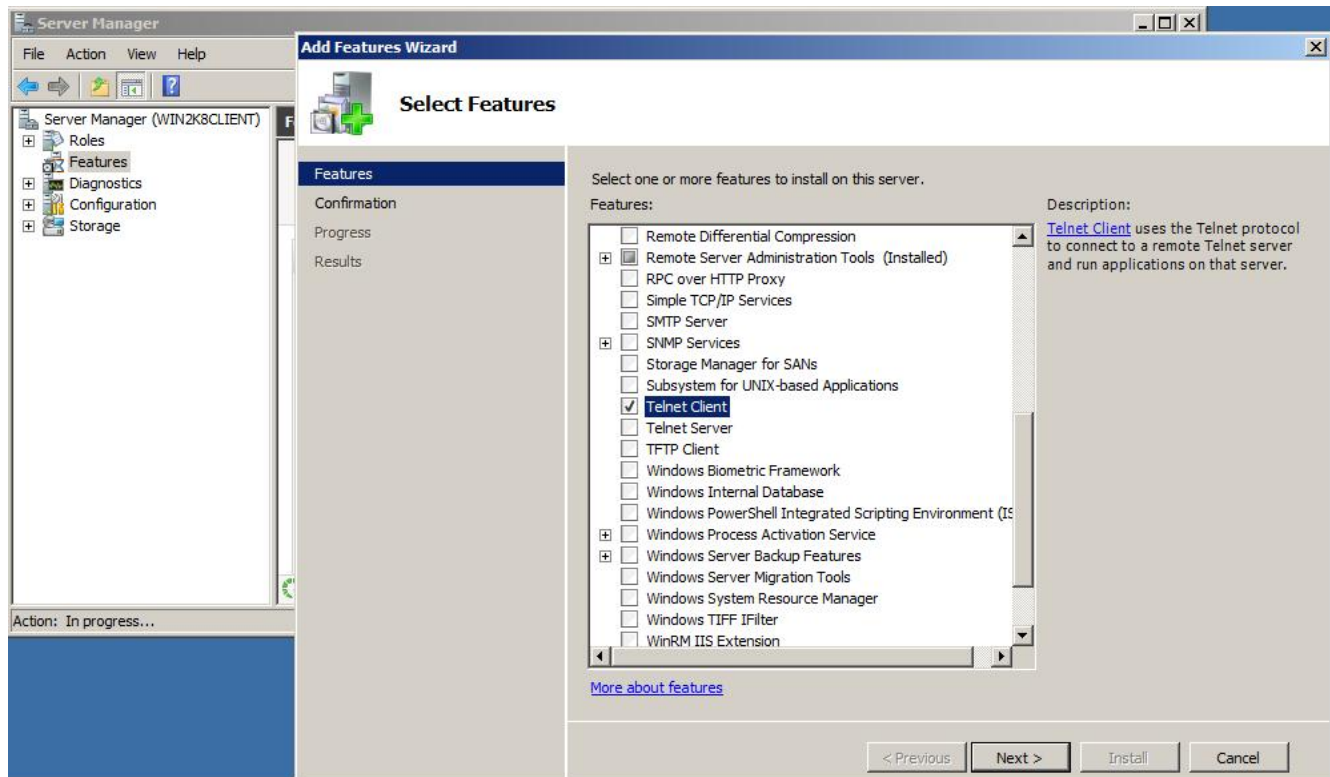 Server Manager
File Action View Help
Server Manager (WIN2K8CLIENT)
Roles
Features
Diagnostics
Configuration
Storage
Action: In progress...
Add Features Wizard
Select Features
Features
Confirmation
Progress
Results
Select one or more features to install on this server.
Features:
Remote Differential Compression
Remote Server Administration Tools (Installed)
RPC over HTTP Proxy
Simple TCP/IP Services
SMTP Server
SNMP Services
Storage Manager for SANs
Subsystem for UNIX-based Applications
Telnet Client
Telnet Server
TFTP Client
Windows Biometric Framework
Windows Internal Database
Windows PowerShell Integrated Scripting Environment (IS
Windows Process Activation Service
Windows Server Backup Features
Windows Server Migration Tools
Windows System Resource Manager
Windows TIFF IFilter
WinRM IIS Extension
More about features
Description:
Telnet Client uses the Telnet protocol
to connect to a remote Telnet server
and run applications on that server.
< Previous Next > Install Cancel